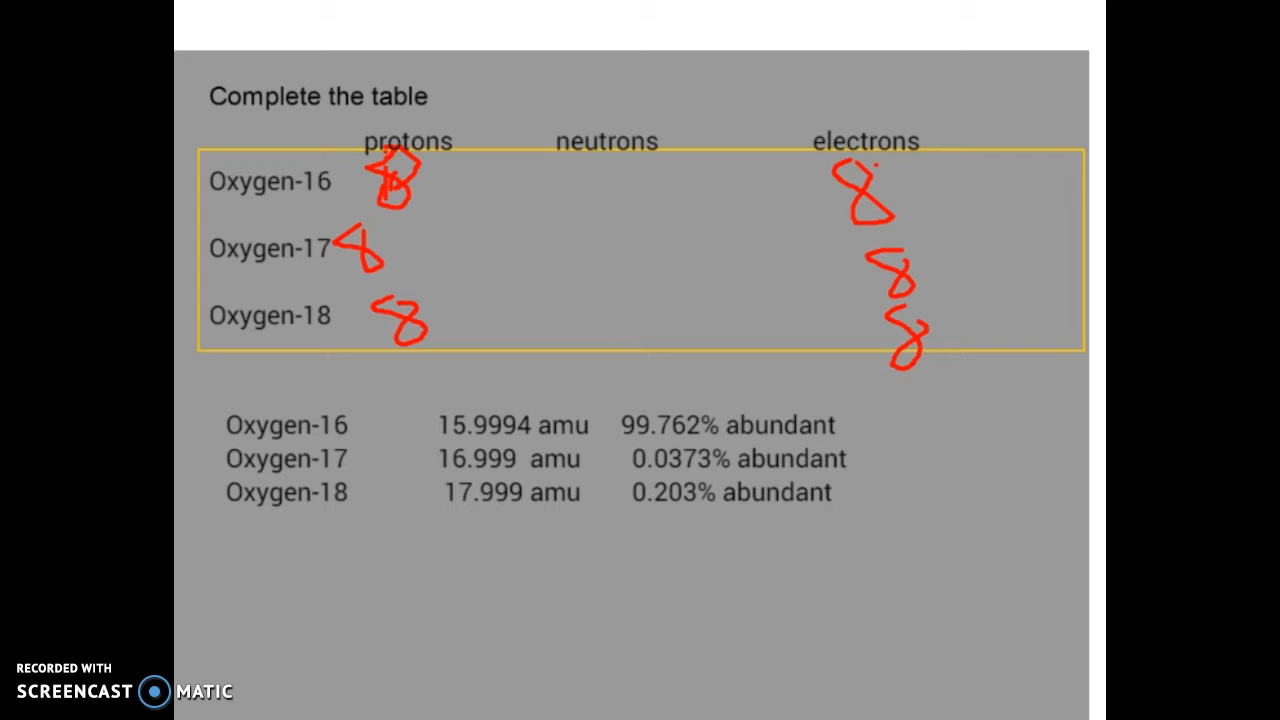 Complete the table
protons neutrons electrons
Oxygen-16 8 8
Oxygen-17 8 8
Oxygen-18 8 8
Oxygen-16 15.9994 amu 99.762% abundant
Oxygen-17 16.999 amu 0.0373% abundant
Oxygen-18 17.999 amu 0.203% abundant
RECORDED WITH
SCREENCAST MATIC